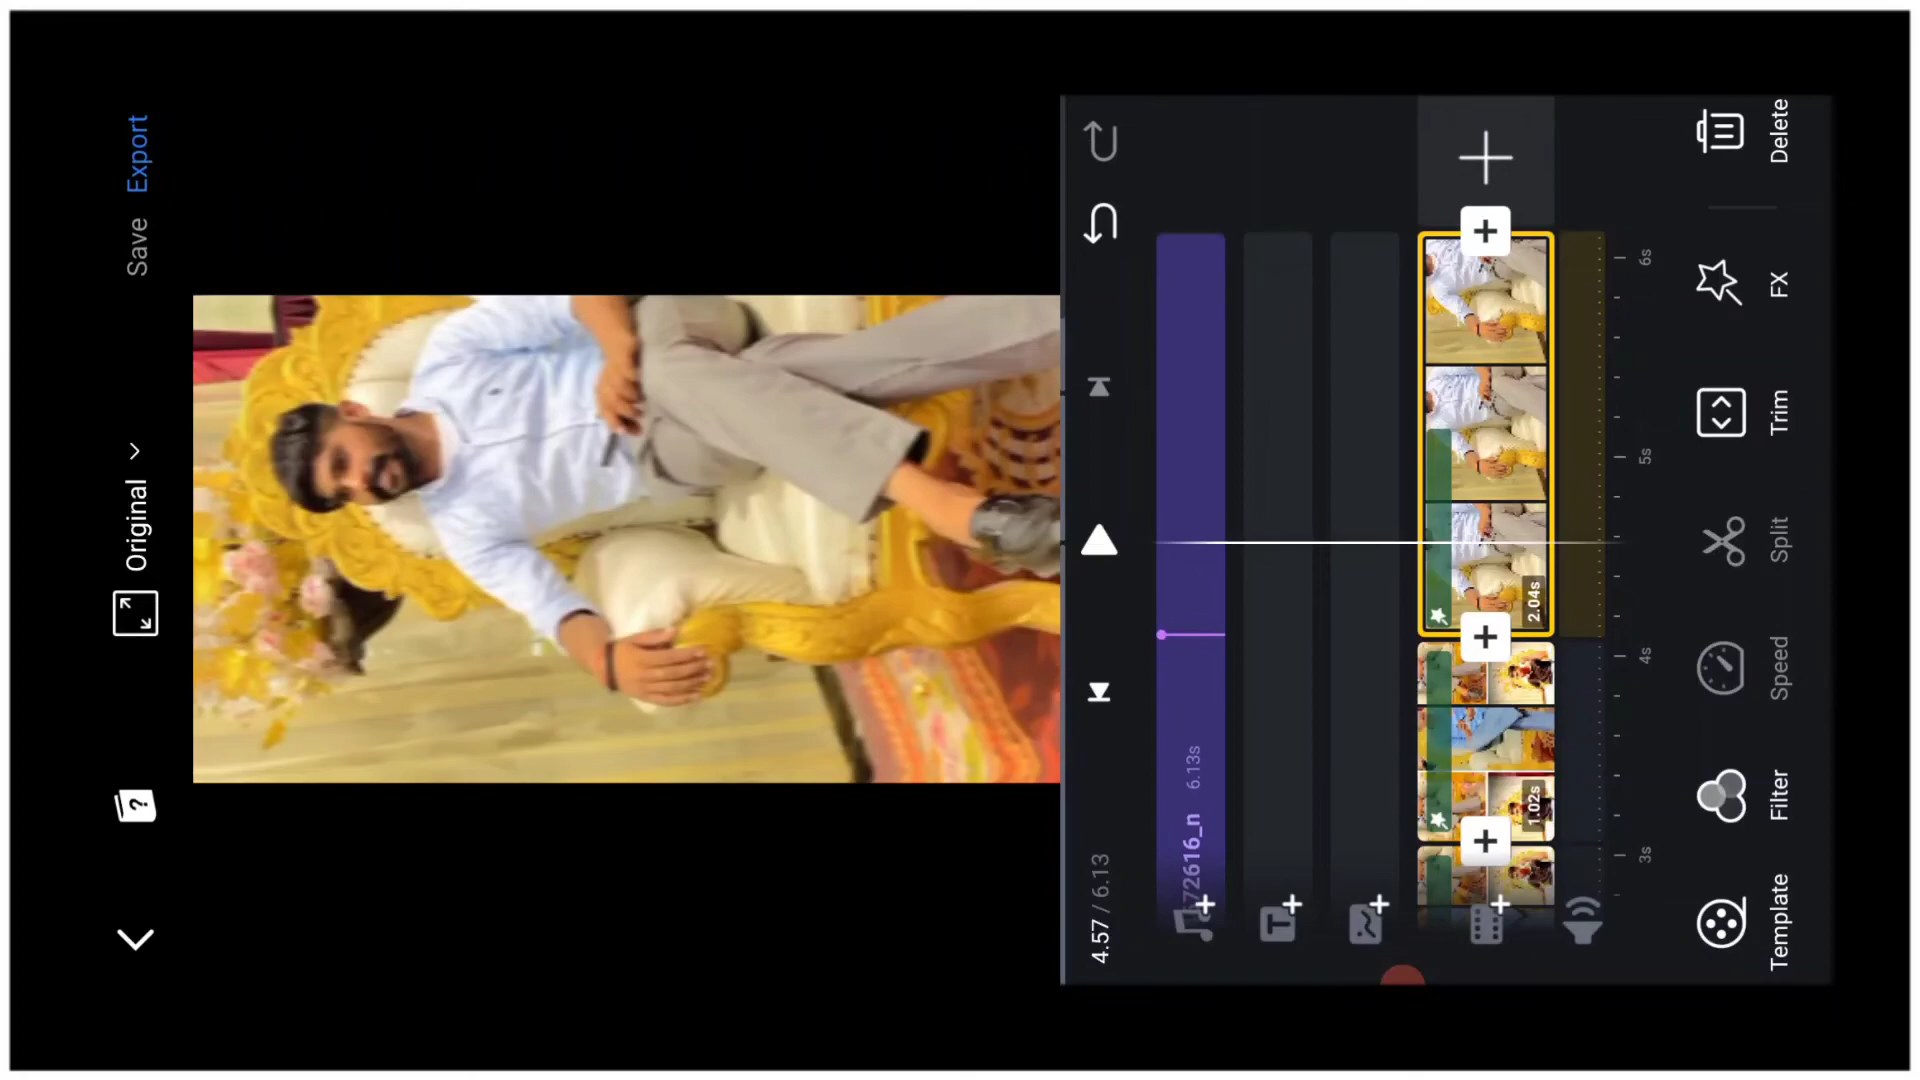 Original
Save
Export
4.57 / 6.13
72616_n 6.13s
1.02s
2.04s
3s
4s
5s
6s
Template
Filter
Speed
Split
Trim
FX
Delete